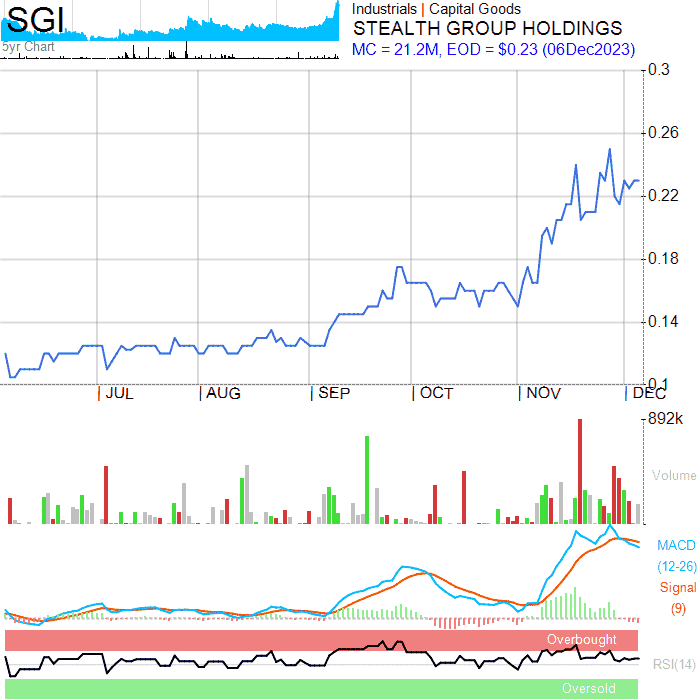 SGI
5yr Chart
Industrials | Capital Goods
STEALTH GROUP HOLDINGS
MC = 21.2M, EOD = $0.23 (06Dec2023)
0.3
0.26
0.22
0.18
0.14
0.1
JUL AUG SEP OCT NOV DEC
892k
Volume
MACD
(12-26)
Signal
(9)
Overbought
RSI(14)
Oversold